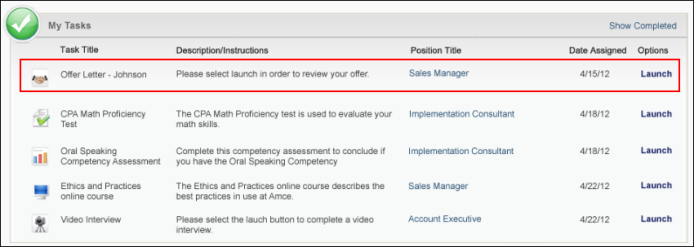 My Tasks Show Completed
Task Title Description/Instructions Position Title Date Assigned Options
Offer Letter - Johnson Please select launch in order to review your offer. Sales Manager 4/15/12 Launch
CPA Math Proficiency The CPA Math Proficiency test is used to evaluate your Implementation Consultant 4/18/12 Launch
Test math skills.
Oral Speaking Complete this competency assessment to conclude if Implementation Consultant 4/18/12 Launch
Competency Assessment you have the Oral Speaking Competency
Ethics and Practices The Ethics and Practices online course describes the Sales Manager 4/22/12 Launch
online course best practices in use at Amce.
Video Interview Please select the lauch button to complete a video Account Executive 4/22/12 Launch
interview.